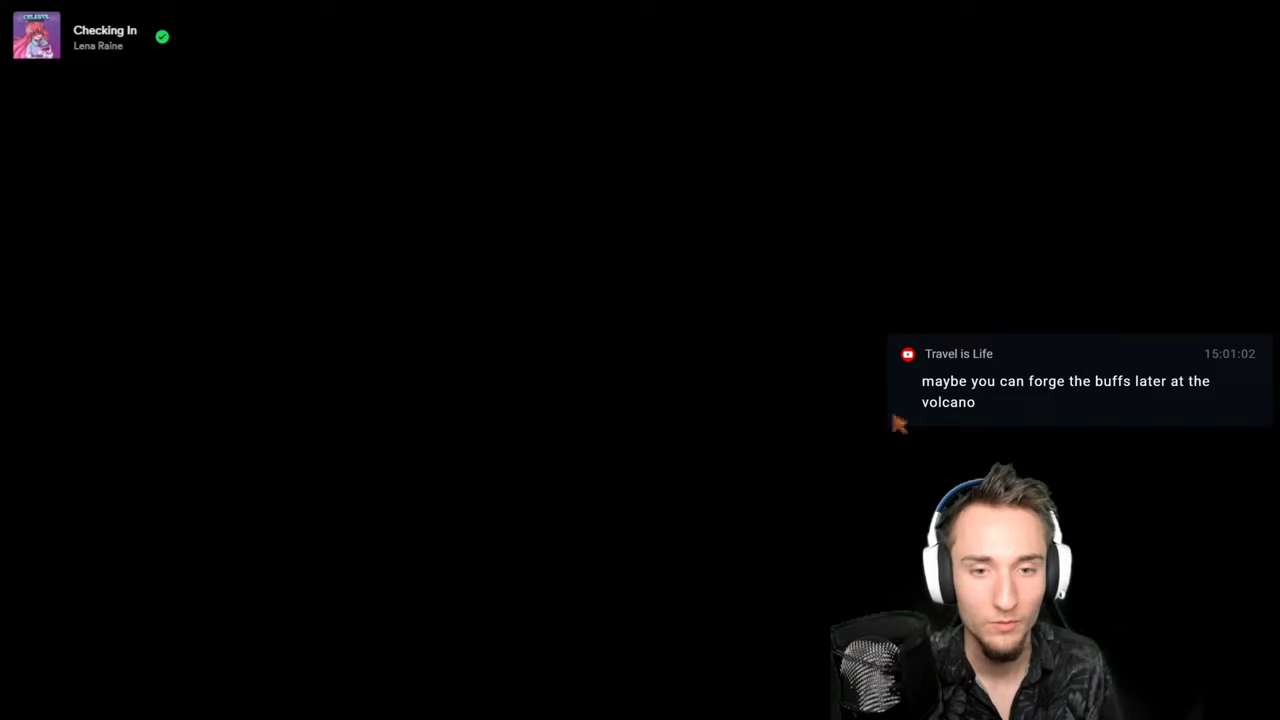 Checking In
Lena Raine
Travel is Life
15:01:02
maybe you can forge the buffs later at the
volcano